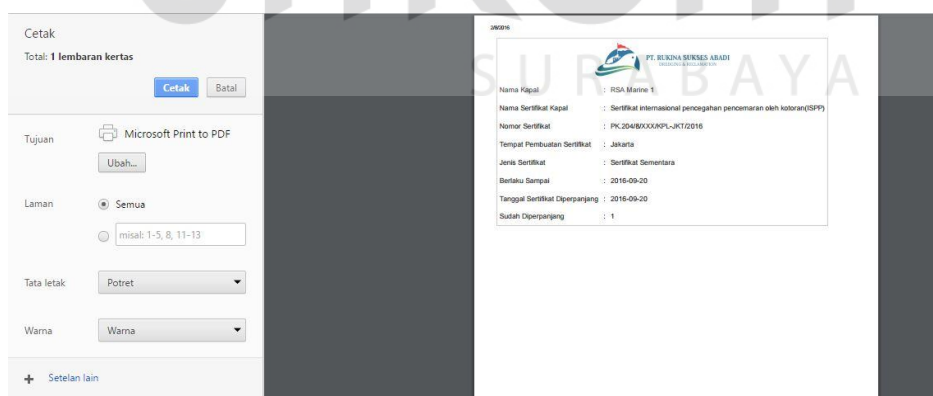 Cetak
Total: 1 lembaran kertas
Cetak Batal
Tujuan Microsoft Print to PDF
Ubah...
Laman Semua
misal: 1-5, 8, 11-13
Tata letak Potret
Warna Warna
+ Setelan lain
SURABAYA
PT. RUKINA SUKSES ABADI
Nama Kapal : RSA Marine 1
Nama Sertifikat Kapal : Sertifikat internasional pencegahan pencemaran oleh kotoran(ISPP)
Nomor Sertifikat : PK.204/8/XXX/KPL-JKT/2016
Tempat Pembuatan Sertifikat : Jakarta
Jenis Sertifikat : Sertifikat Sementara
Berlaku Sampai : 2016-09-20
Tanggal Sertifikat Diperpanjang : 2016-09-20
Sudah Diperpanjang : 1